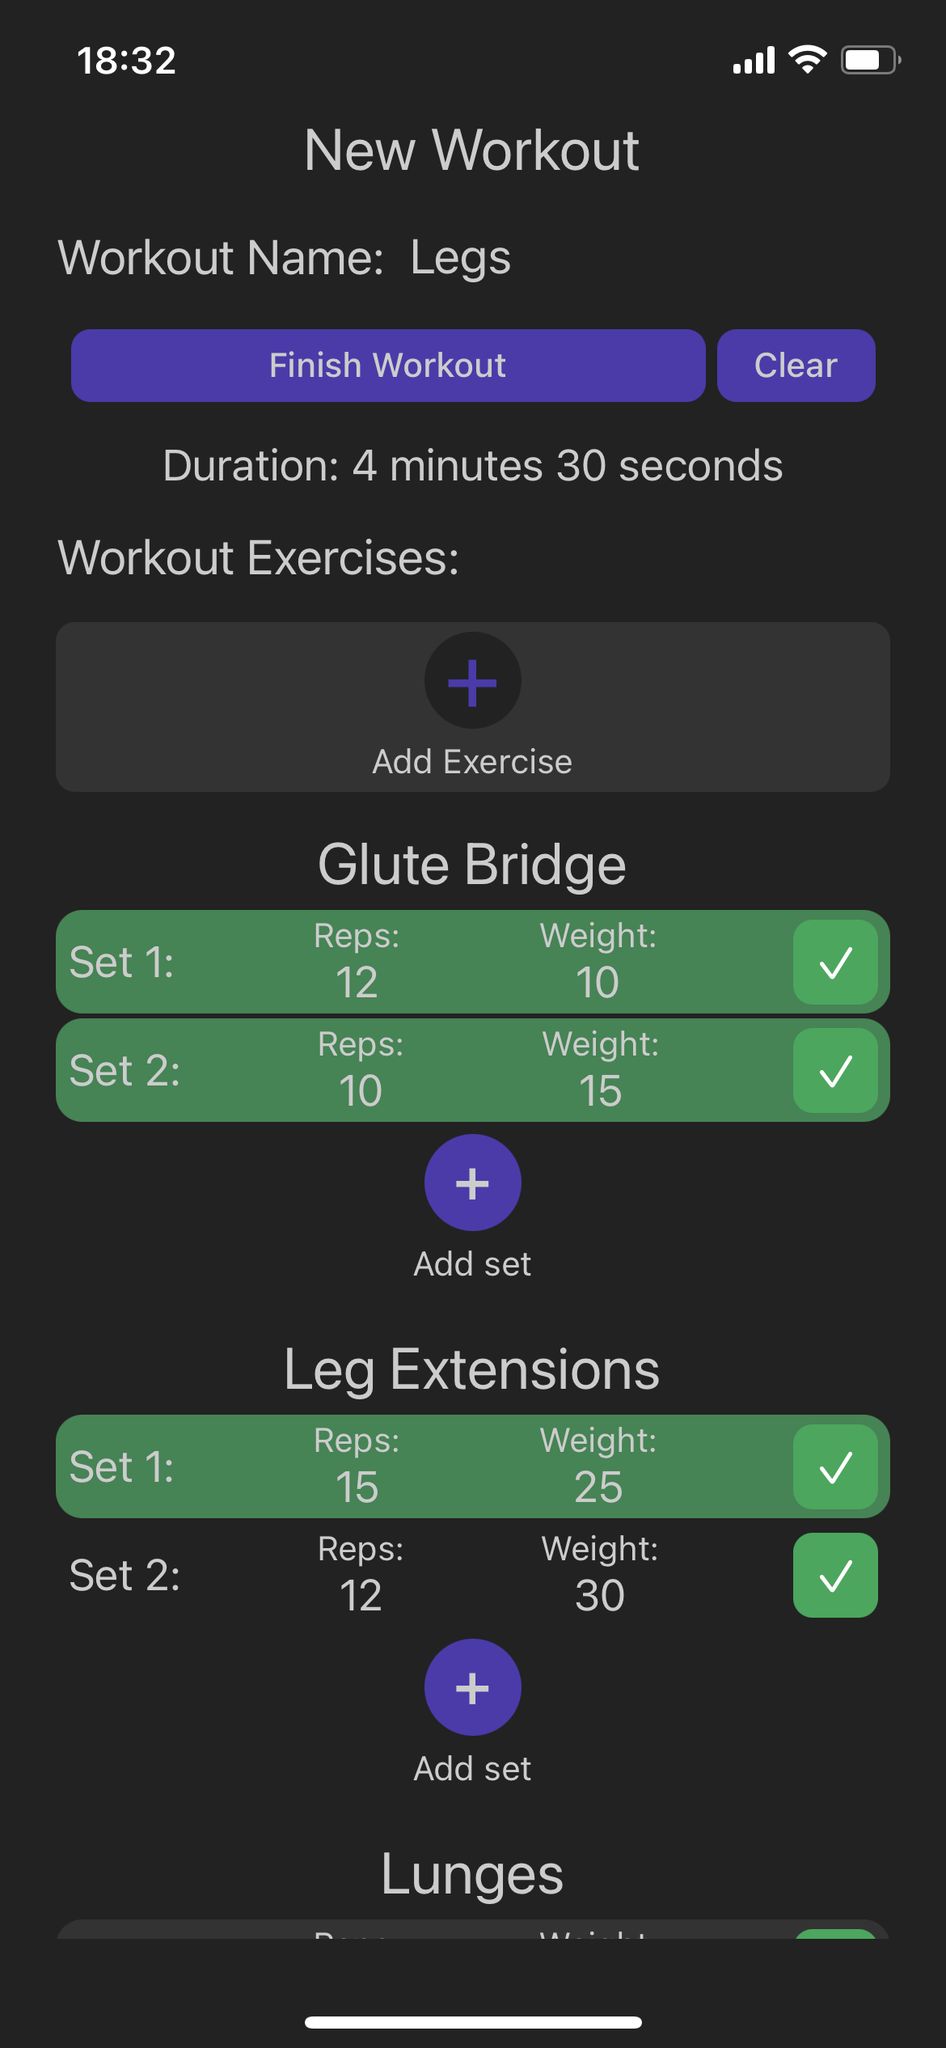 18:32
New Workout
Workout Name: Legs
Finish Workout Clear
Duration: 4 minutes 30 seconds
Workout Exercises:
+
Add Exercise
Glute Bridge
Reps: Weight:
Set 1: 12 10 ✓
Reps: Weight:
Set 2: 10 15 ✓
+
Add set
Leg Extensions
Reps: Weight:
Set 1: 15 25 ✓
Reps: Weight:
Set 2: 12 30 ✓
+
Add set
Lunges